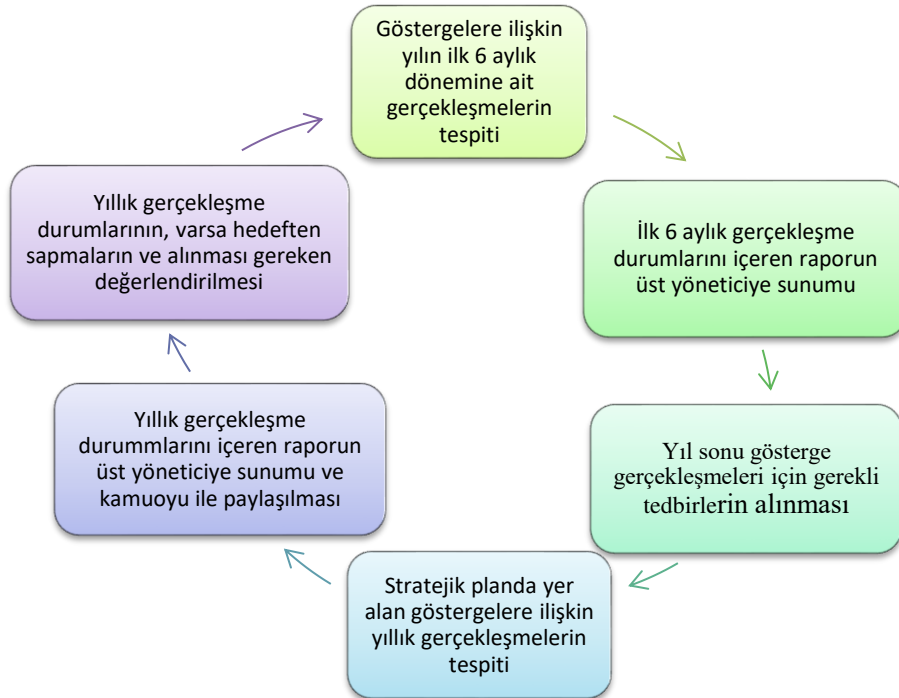 Göstergelere ilişkin
yılın ilk 6 aylık
dönemine ait
gerçekleşmelerin
tespiti
İlk 6 aylık gerçekleşme
durumlarını içeren raporun
üst yöneticiye sunumu
Yıl sonu gösterge
gerçekleşmeleri için gerekli
tedbirlerin alınması
Stratejik planda yer
alan göstergelere ilişkin
yıllık gerçekleşmelerin
tespiti
Yıllık gerçekleşme
durummlarını içeren raporun
üst yöneticiye sunumu ve
kamuoyu ile paylaşılması
Yıllık gerçekleşme
durumlarının, varsa hedeften
sapmaların ve alınması gereken
değerlendirilmesi